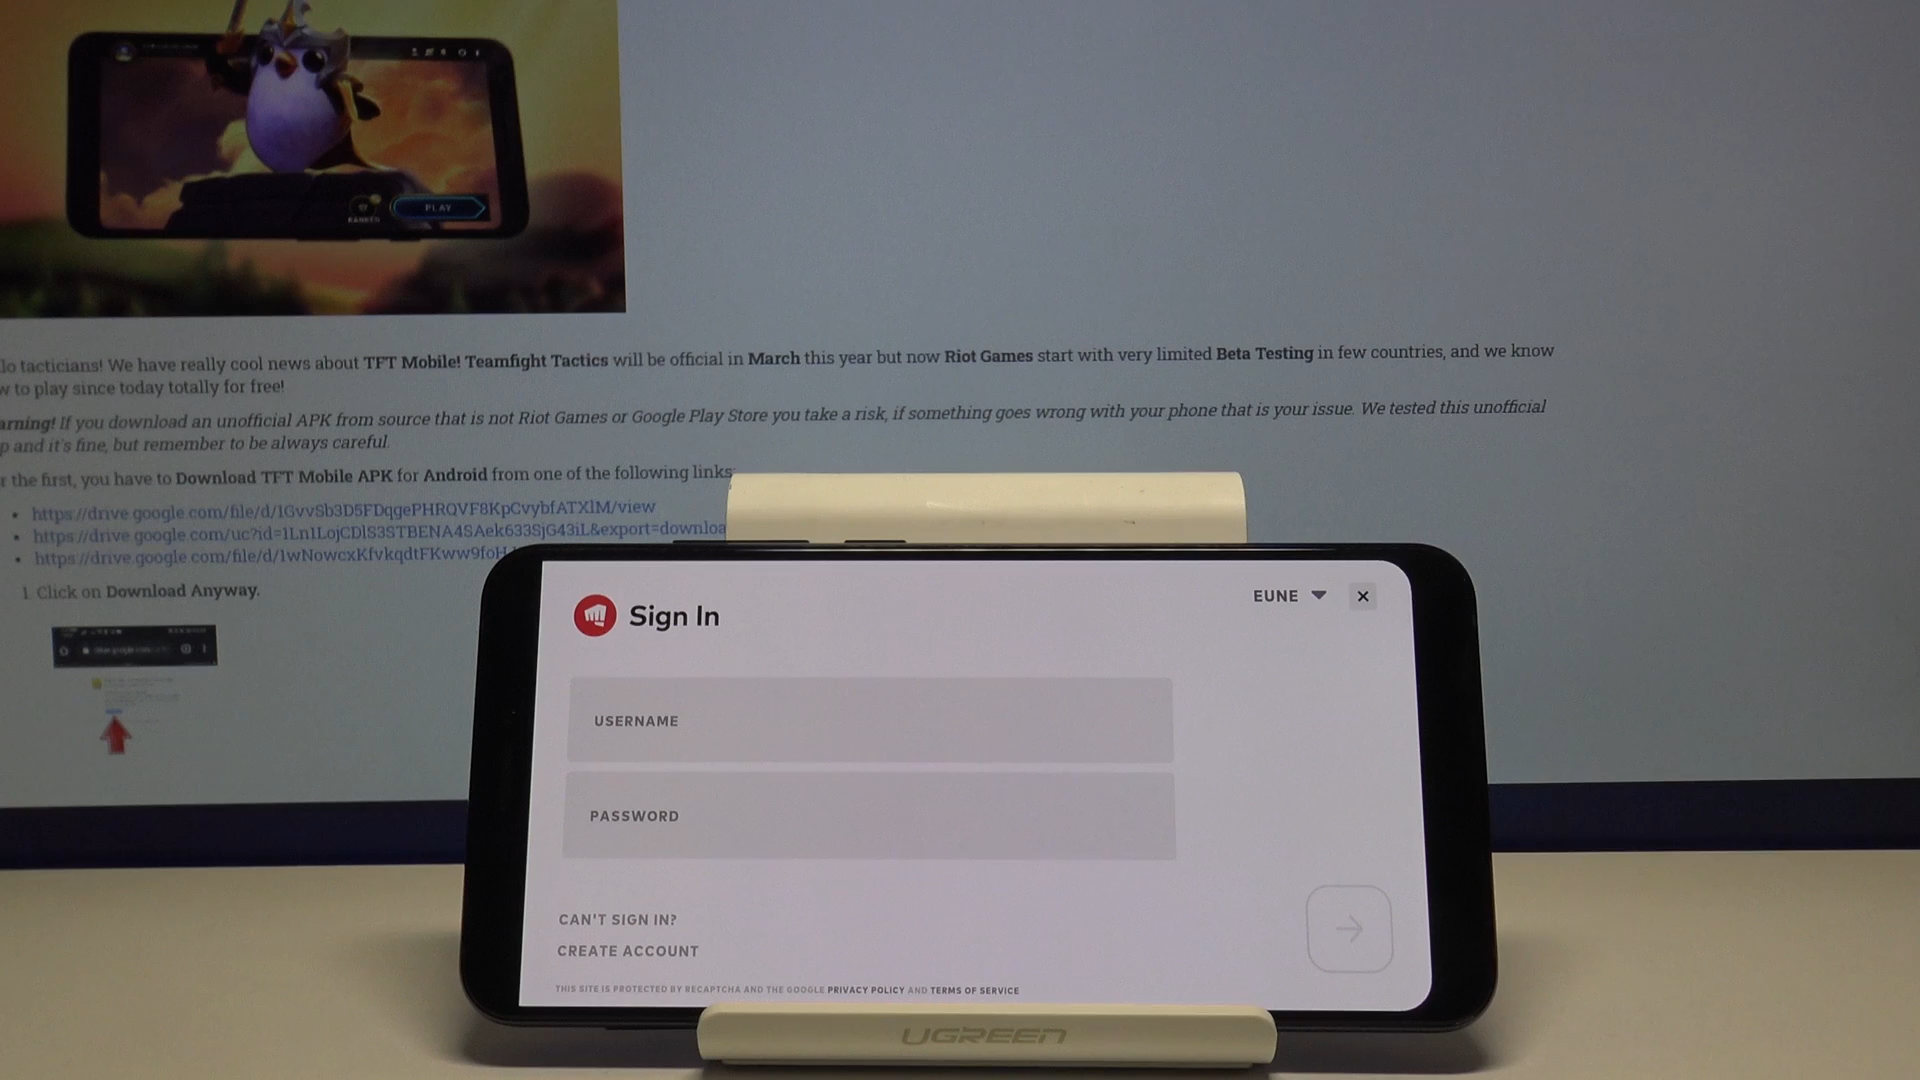 RANKED
PLAY
lo tacticians! We have really cool news about TFT Mobile! Teamfight Tactics will be official in March this year but now Riot Games start with very limited Beta Testing in few countries, and we know
w to play since today totally for free!
arning! If you download an unofficial APK from source that is not Riot Games or Google Play Store you take a risk, if something goes wrong with your phone that is your issue. We tested this unofficial
p and it's fine, but remember to be always careful.
r the first, you have to Download TFT Mobile APK for Android from one of the following links:
• https://drive.google.com/file/d/1GvvSb3D5FDqgePHRQVF8KpCvybfATXlM/view
• https://drive.google.com/uc?id=1Ln1LojCDlS3STBENA4SAek633SjG43iL&export=downloa
• https://drive.google.com/file/d/1wNowcxKfvkqdtFKww9foH
1. Click on Download Anyway.
Sign In
EUNE
USERNAME
PASSWORD
CAN'T SIGN IN?
CREATE ACCOUNT
THIS SITE IS PROTECTED BY RECAPTCHA AND THE GOOGLE PRIVACY POLICY AND TERMS OF SERVICE
UGREEN